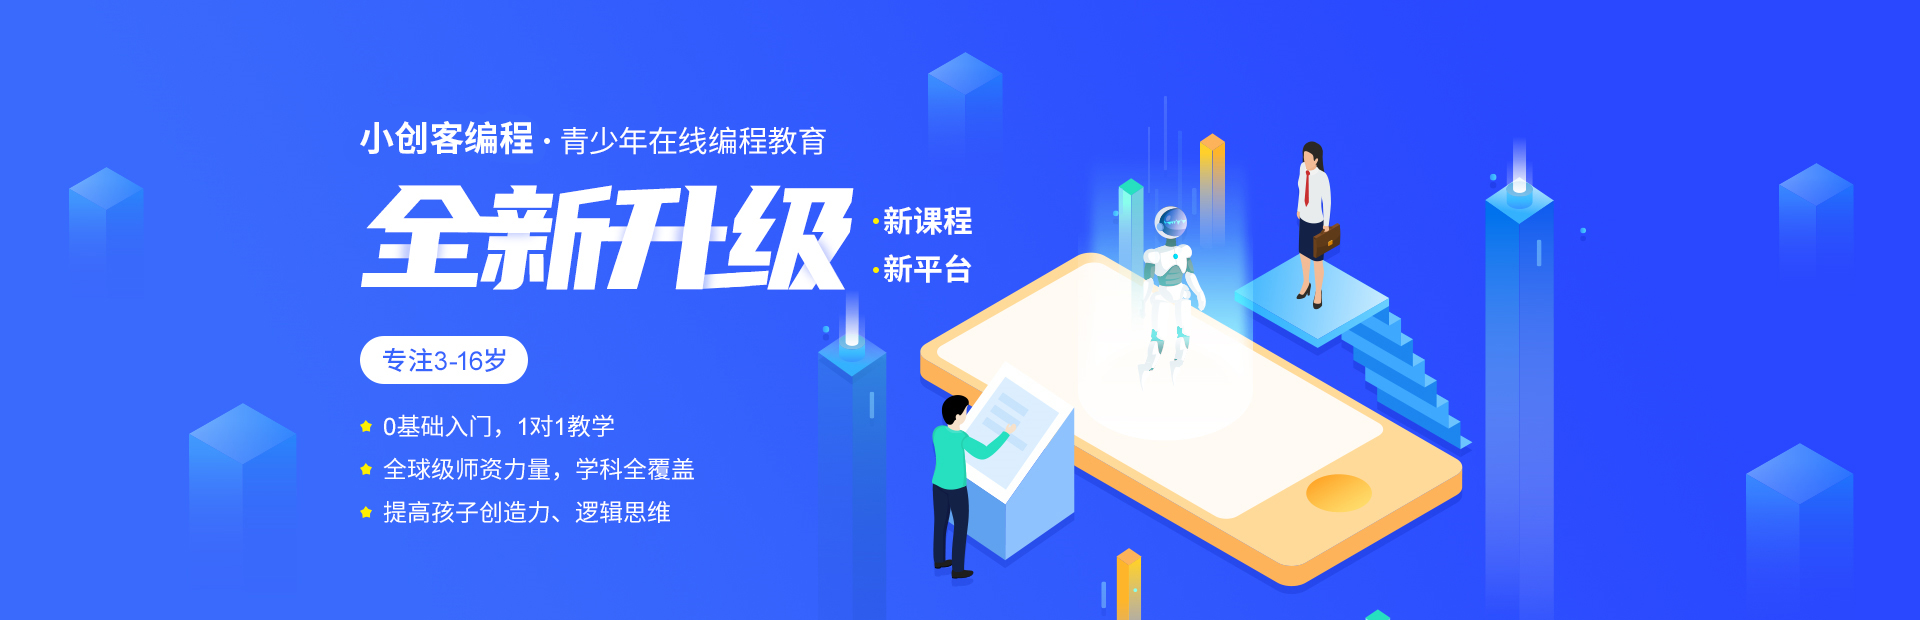 小创客编程·青少年在线编程教育
全新升级
·新课程
·新平台
专注3-16岁
0基础入门，1对1教学
全球级师资力量，学科全覆盖
提高孩子创造力、逻辑思维